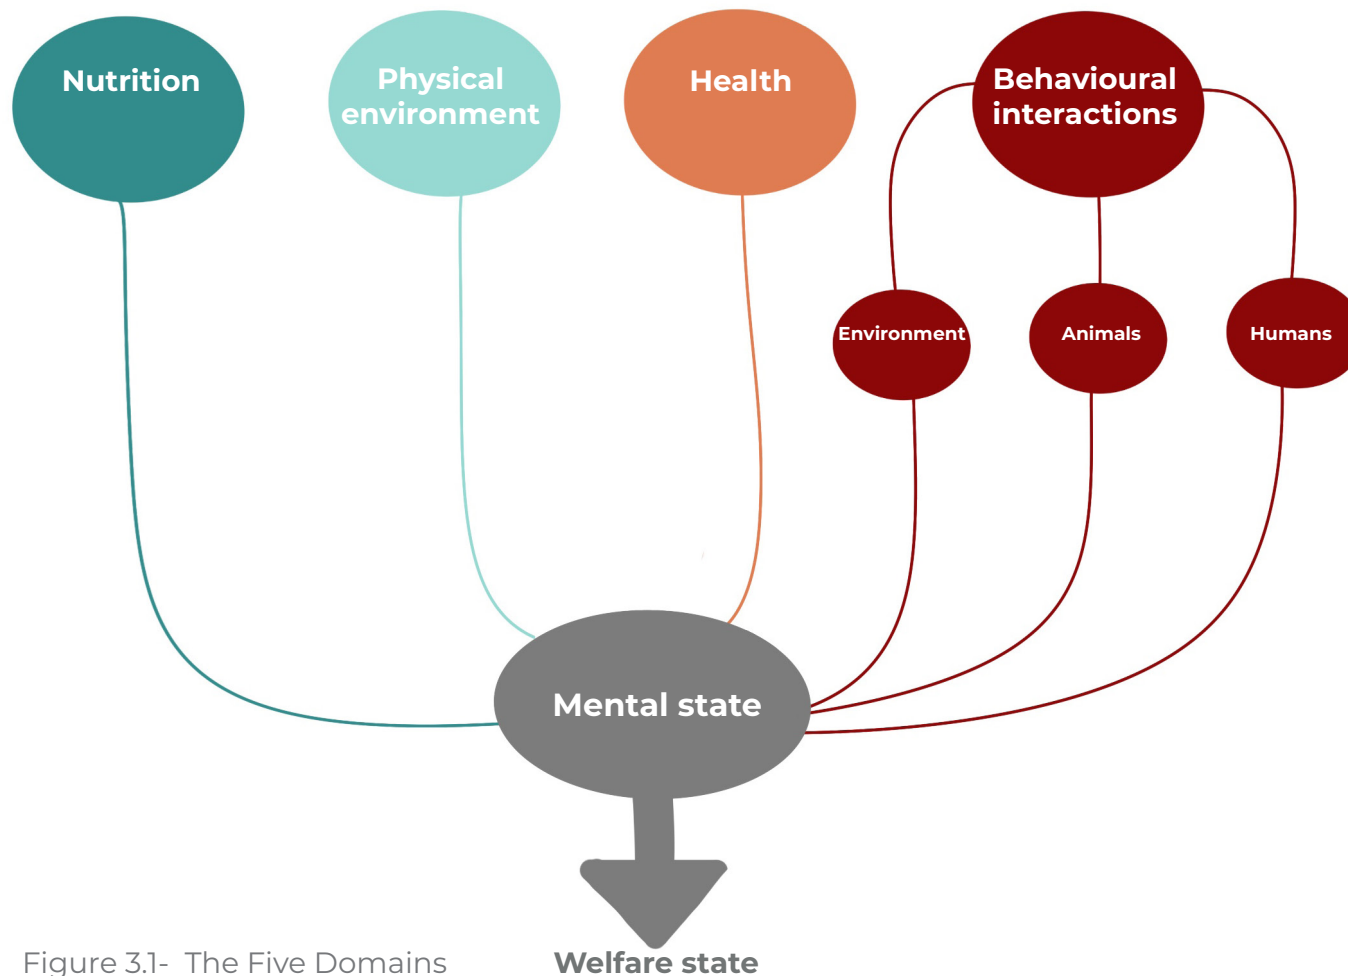 Nutrition
Physical
environment
Health
Behavioural
interactions
Environment
Animals
Humans
Mental state
Figure 3.1- The Five Domains
Welfare state